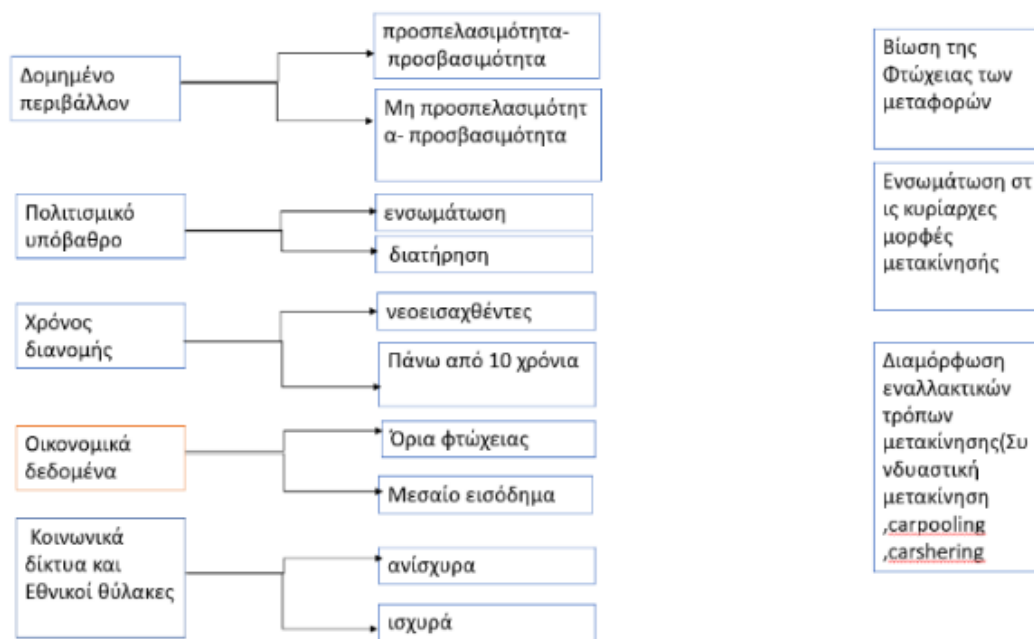 Δομημένο
περιβάλλον
προσπελασιμότητα-
προσβασιμότητα
Μη προσπελασιμότητ
α- προσβασιμότητα
Πολιτισμικό
υπόβαθρο
ενσωμάτωση
διατήρηση
Χρόνος
διανομής
νεοεισαχθέντες
Πάνω από 10 χρόνια
Οικονομικά
δεδομένα
Όρια φτώχειας
Μεσαίο εισόδημα
Κοινωνικά
δίκτυα και
Εθνικοί θύλακες
ανίσχυρα
ισχυρά
Βίωση της
Φτώχειας των
μεταφορών
Ενσωμάτωση στ
ις κυρίαρχες
μορφές
μετακίνησής
Διαμόρφωση
εναλλακτικών
τρόπων
μετακίνησης(Συ
νδυαστική
μετακίνηση
,carpooling
,carshering